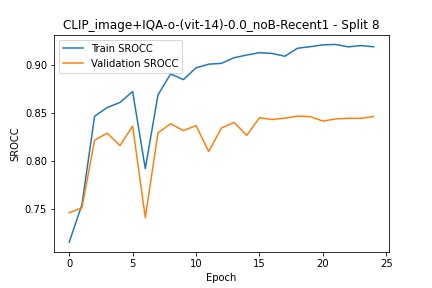 CLIP_image+IQA-o-(vit-14)-0.0_noB-Recent1 - Split 8
Train SROCC
Validation SROCC
0.90
0.85
0.80
0.75
SROCC
0 5 10 15 20 25
Epoch